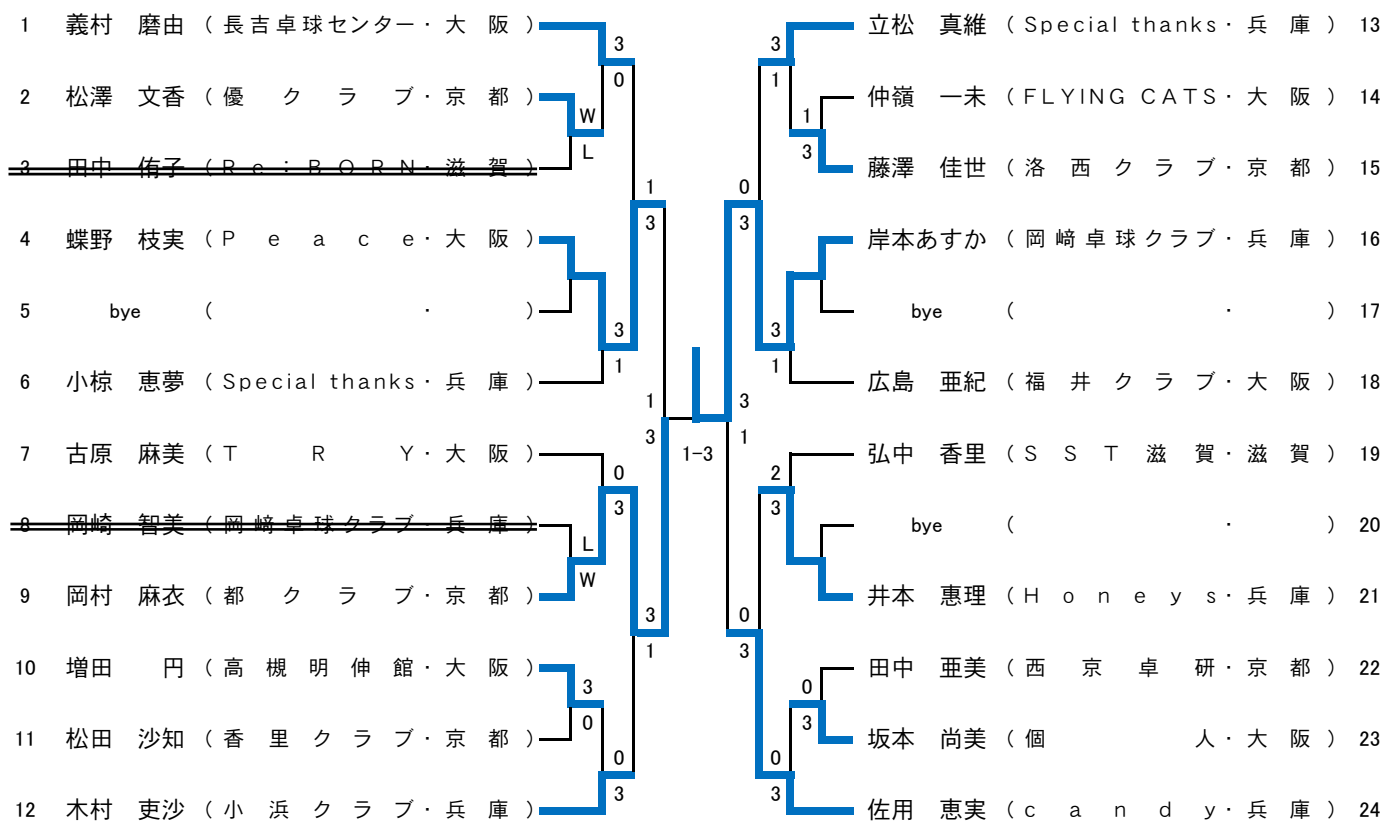 1 義村 磨由 ( 長吉卓球センター ・ 大 阪 )
3
0
2 松澤 文香 ( 優 ク ラ ブ ・ 京 都 )
W
L
3 田中 侑子 ( R e : B O R N ・ 滋 賀 )
1
3
4 蝶野 枝実 ( P e a c e ・ 大 阪 )
5 bye ( ・ )
3
1
6 小椋 恵夢 ( Special thanks ・ 兵 庫 )
1
3
7 古原 麻美 ( T R Y ・ 大 阪 )
0
3
8 岡崎 智美 ( 岡 﨑 卓 球 ク ラ ブ ・ 兵 庫 )
L
W
9 岡村 麻衣 ( 都 ク ラ ブ ・ 京 都 )
3
1
10 増田 円 ( 高 槻 明 伸 館 ・ 大 阪 )
3
0
11 松田 沙知 ( 香 里 ク ラ ブ ・ 京 都 )
0
3
12 木村 吏沙 ( 小 浜 ク ラ ブ ・ 兵 庫 )
1-3
立松 真維 ( Special thanks ・ 兵 庫 ) 13
3
1
仲嶺 一未 ( FLYING CATS ・ 大 阪 ) 14
1
3
藤澤 佳世 ( 洛 西 ク ラ ブ ・ 京 都 ) 15
0
3
岸本あすか ( 岡 﨑 卓 球 ク ラ ブ ・ 兵 庫 ) 16
bye ( ・ ) 17
3
1
広島 亜紀 ( 福 井 ク ラ ブ ・ 大 阪 ) 18
3
1
弘中 香里 ( S S T 滋 賀 ・ 滋 賀 ) 19
2
3
bye ( ・ ) 20
井本 惠理 ( H o n e y s ・ 兵 庫 ) 21
0
3
田中 亜美 ( 西 京 卓 研 ・ 京 都 ) 22
0
3
坂本 尚美 ( 個 人 ・ 大 阪 ) 23
0
3
佐用 恵実 ( c a n d y ・ 兵 庫 ) 24